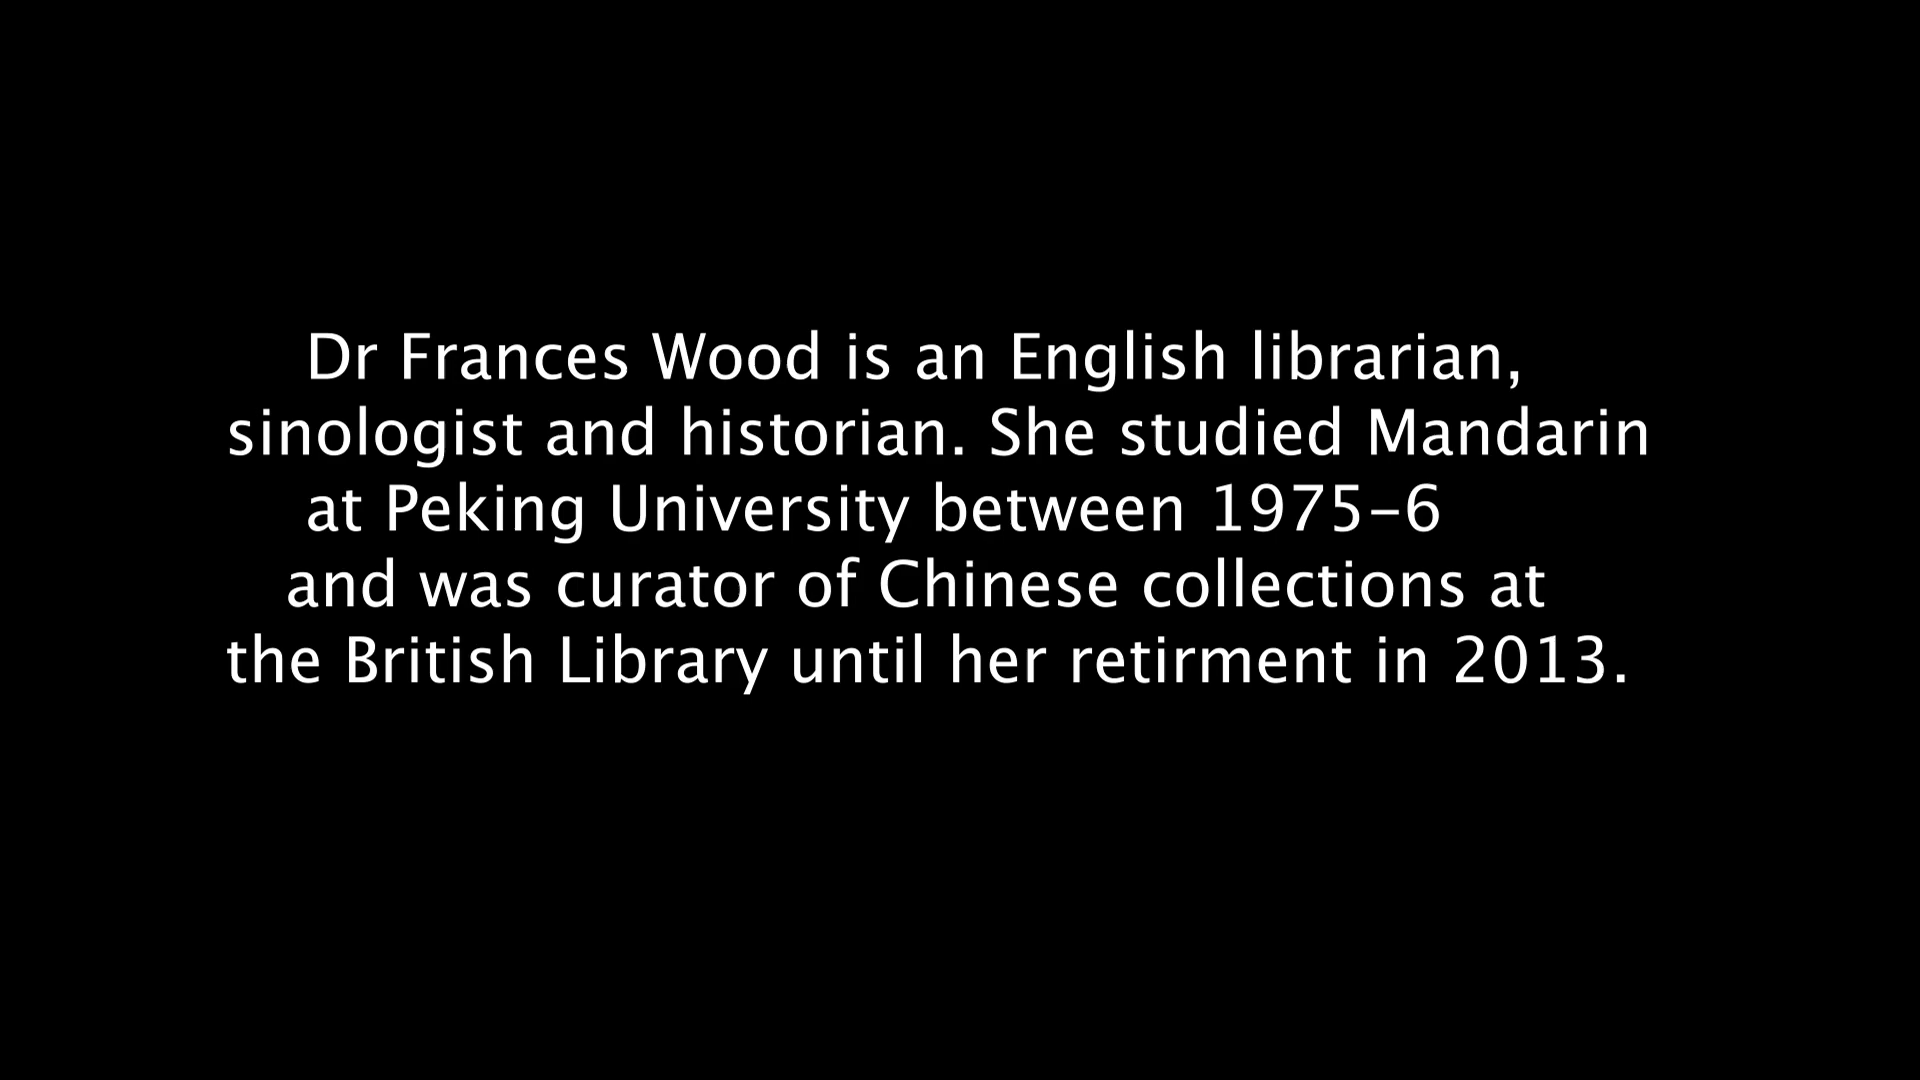 Dr Frances Wood is an English librarian,
sinologist and historian. She studied Mandarin
at Peking University between 1975-6
and was curator of Chinese collections at
the British Library until her retirment in 2013.